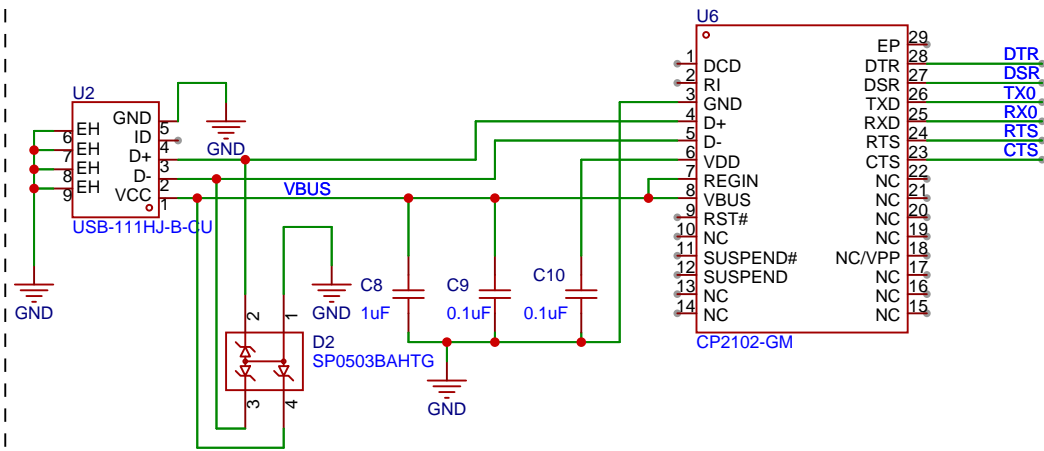 U2
GND 5
ID 4
D+ 3
D- 2
VCC 1
6 EH
7 EH
8 EH
9 EH
USB-111HJ-B-CU
GND
GND
VBUS
GND
C8
1uF
C9
0.1uF
C10
0.1uF
GND
2
1
3
4
D2
SP0503BAHTG
U6
1 DCD
2 RI
3 GND
4 D+
5 D-
6 VDD
7 REGIN
8 VBUS
9 RST#
10 NC
11 SUSPEND#
12 SUSPEND
13 NC
14 NC
EP 29
DTR 28 DTR
DSR 27 DSR
TXD 26 TX0
RXD 25 RX0
RTS 24 RTS
CTS 23 CTS
NC 22
NC 21
NC 20
NC 19
NC/VPP 18
NC 17
NC 16
NC 15
CP2102-GM